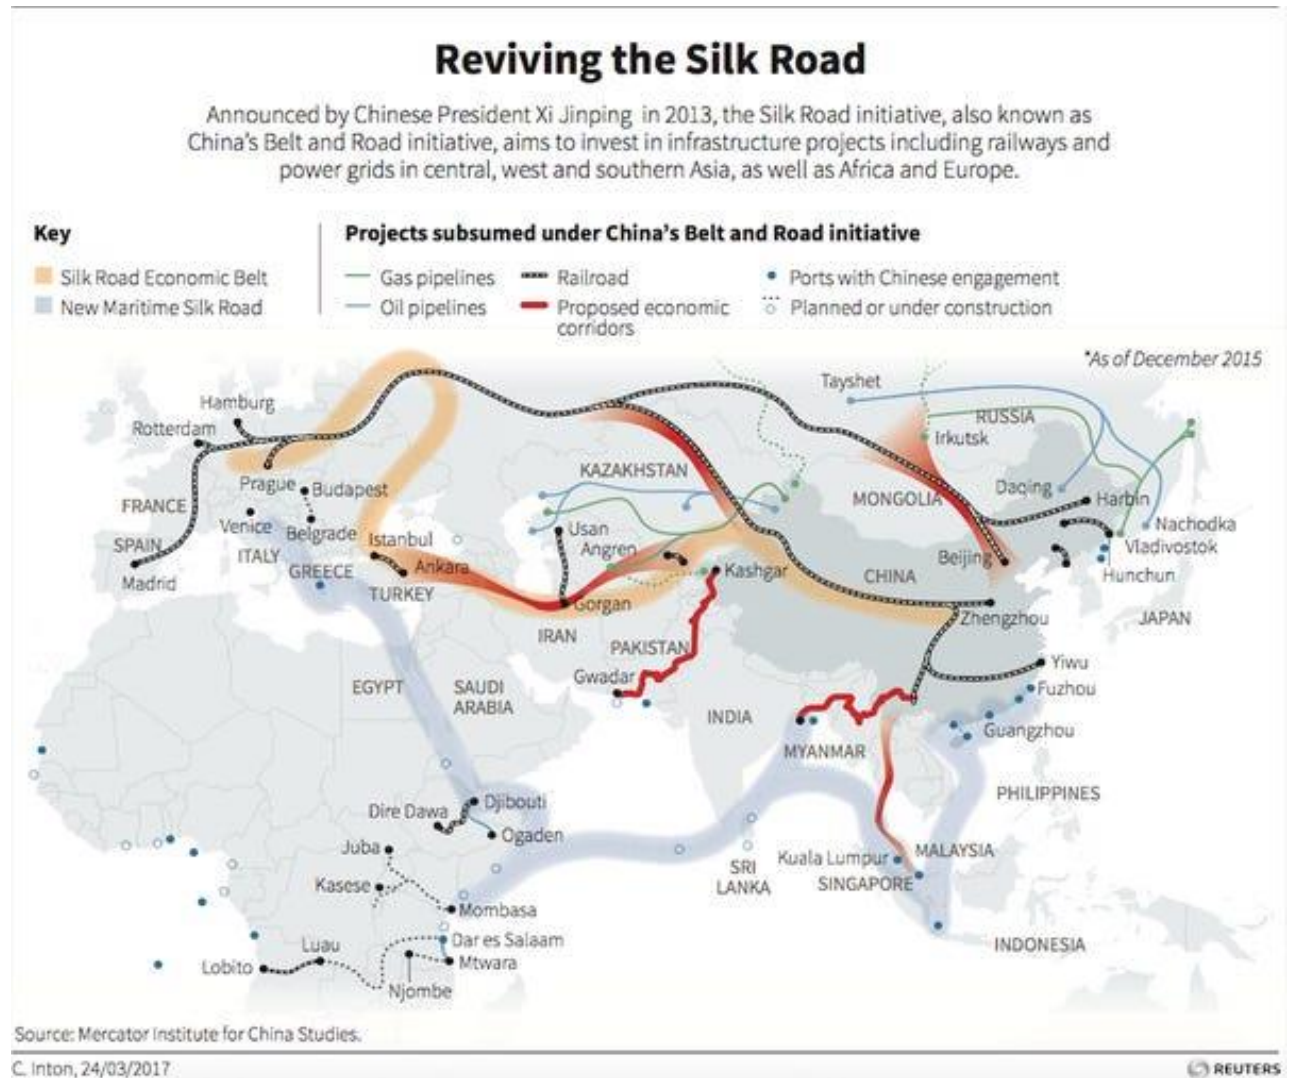 Reviving the Silk Road
Announced by Chinese President Xi Jinping in 2013, the Silk Road initiative, also known as
China's Belt and Road initiative, aims to invest in infrastructure projects including railways and
power grids in central, west and southern Asia, as well as Africa and Europe.
Key
Silk Road Economic Belt
New Maritime Silk Road
Projects subsumed under China's Belt and Road initiative
Gas pipelines
Oil pipelines
Railroad
Proposed economic
corridors
Ports with Chinese engagement
Planned or under construction
*As of December 2015
Tayshet
Hamburg
Rotterdam
RUSSIA
Irkutsk
KAZAKHSTAN
Prague
Budapest
MONGOLIA
Daqing
Harbin
FRANCE
Venice
Belgrade
Istanbul
Usan
Nachodka
SPAIN
ITALY
Angren
Beijing
Vladivostok
GREECE
Ankara
Kashgar
CHINA
Hunchun
Madrid
TURKEY
Gorgan
Zhengzhou
JAPAN
IRAN
PAKISTAN
Yiwu
Gwadar
EGYPT
SAUDI
ARABIA
Fuzhou
INDIA
Guangzhou
MYANMAR
PHILIPPINES
Djibouti
Dire Dawa
Ogaden
Juba
Kuala Lumpur
MALAYSIA
SRI
LANKA
SINGAPORE
Kasese
Mombasa
Dar es Salaam
INDONESIA
Luau
Lobito
Mtwara
Njombe
Source: Mercator Institute for China Studies.
C. Inton, 24/03/2017
REUTERS